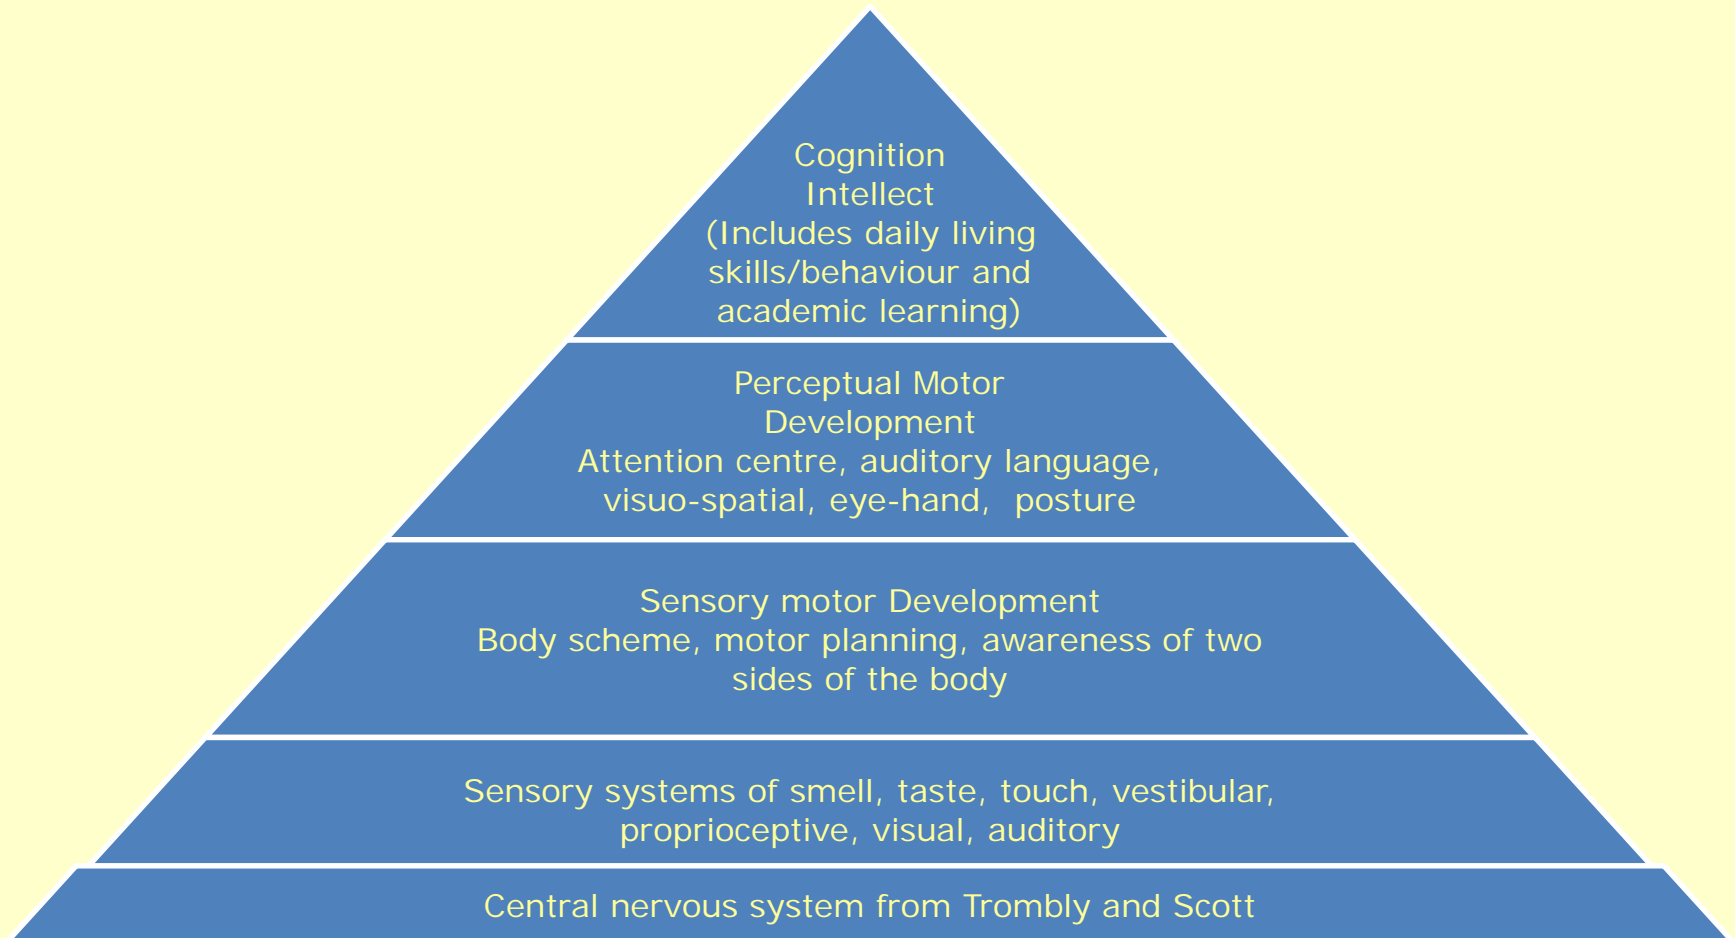 Cognition
Intellect
(Includes daily living
skills/behaviour and
academic learning)
Perceptual Motor
Development
Attention centre, auditory language,
visuo-spatial, eye-hand,  posture
Sensory motor Development
Body scheme, motor planning, awareness of two
sides of the body
Sensory systems of smell, taste, touch, vestibular,
proprioceptive, visual, auditory
Central nervous system from Trombly and Scott